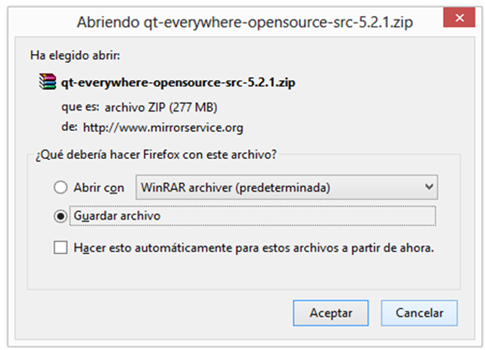 Abriendo qt-everywhere-opensource-src-5.2.1.zip
Ha elegido abrir:
qt-everywhere-opensource-src-5.2.1.zip
que es: archivo ZIP (277 MB)
de: http://www.mirrorservice.org
¿Qué debería hacer Firefox con este archivo?
Abrir con WinRAR archiver (predeterminada)
Guardar archivo
Hacer esto automáticamente para estos archivos a partir de ahora.
Aceptar Cancelar